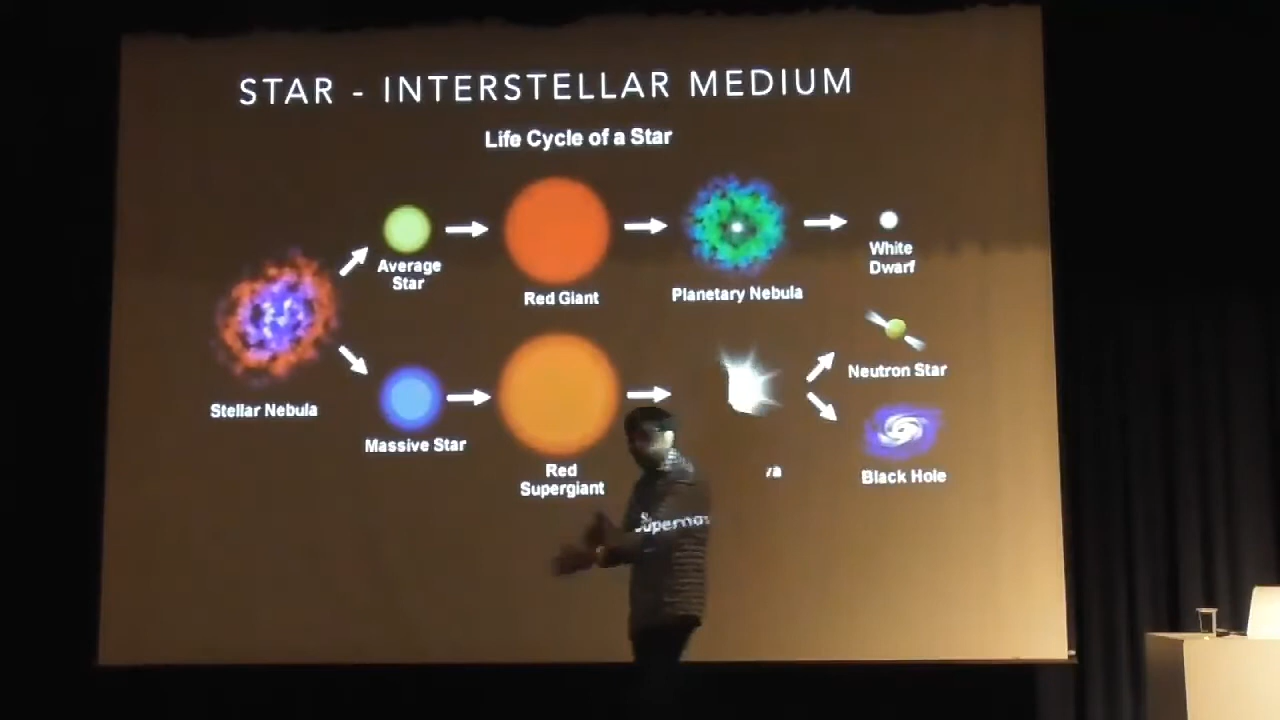 STAR - INTERSTELLAR MEDIUM
Life Cycle of a Star
Average
Star
Red Giant
Planetary Nebula
White
Dwarf
Stellar Nebula
Massive Star
Red
Supergiant
Supernova
Neutron Star
Black Hole